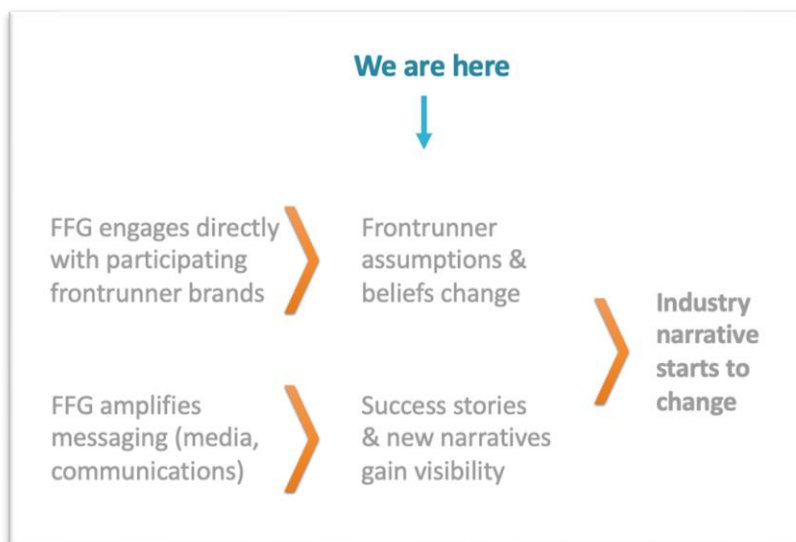 We are here
FFG engages directly
with participating
frontrunner brands
Frontrunner
assumptions &
beliefs change
FFG amplifies
messaging (media,
communications)
Success stories
& new narratives
gain visibility
Industry
narrative
starts to
change